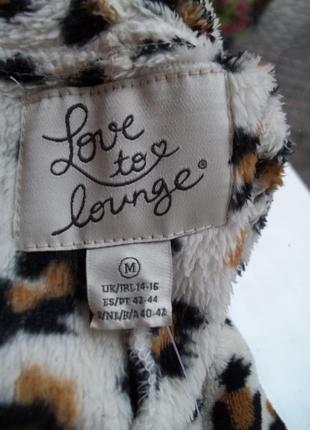 Love
to
lounge®
M
UK/IRL 14-16
ES/PT 42-44
/NL/B/A 40-42